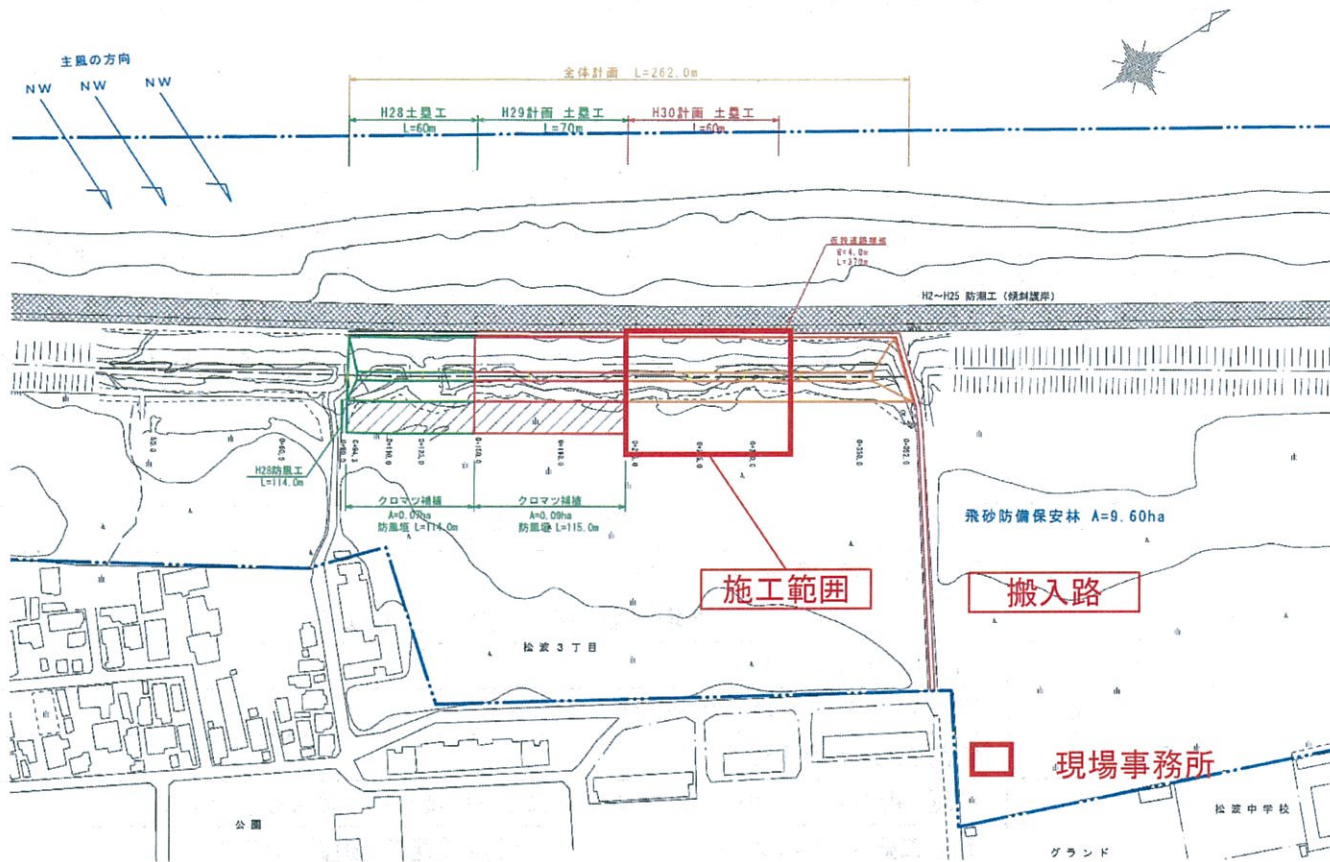 主風の方向
NW
NW
NW
全体計画 L=262.0m
H28土塁工
L=60m
H29計画 土塁工
L=70m
H30計画 土塁工
L=60m
W=4.0m
L=370m
H2～H25 防潮工（傾斜護岸）
H28防風工
L=114.0m
クロマツ補植
A=0.07ha
防風垣 L=114.0m
クロマツ補植
A=0.09ha
防風垣 L=115.0m
飛砂防備保安林 A=9.60ha
施工範囲
搬入路
松波3丁目
現場事務所
公園
松波中学校
グランド